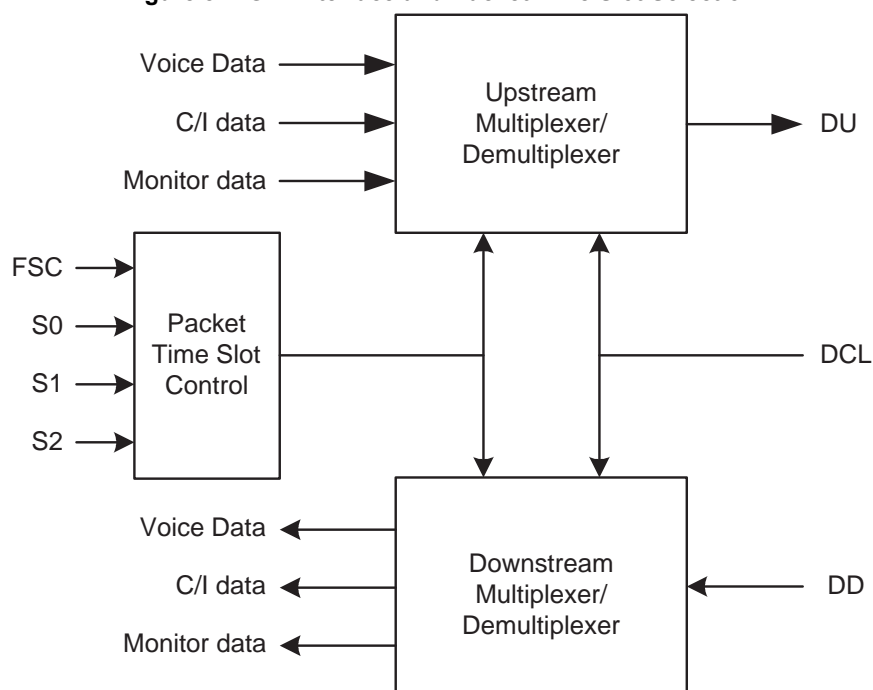 Voice Data
C/I data
Monitor data
Upstream
Multiplexer/
Demultiplexer
DU
FSC
S0
S1
S2
Packet
Time Slot
Control
DCL
Voice Data
C/I data
Monitor data
Downstream
Multiplexer/
Demultiplexer
DD